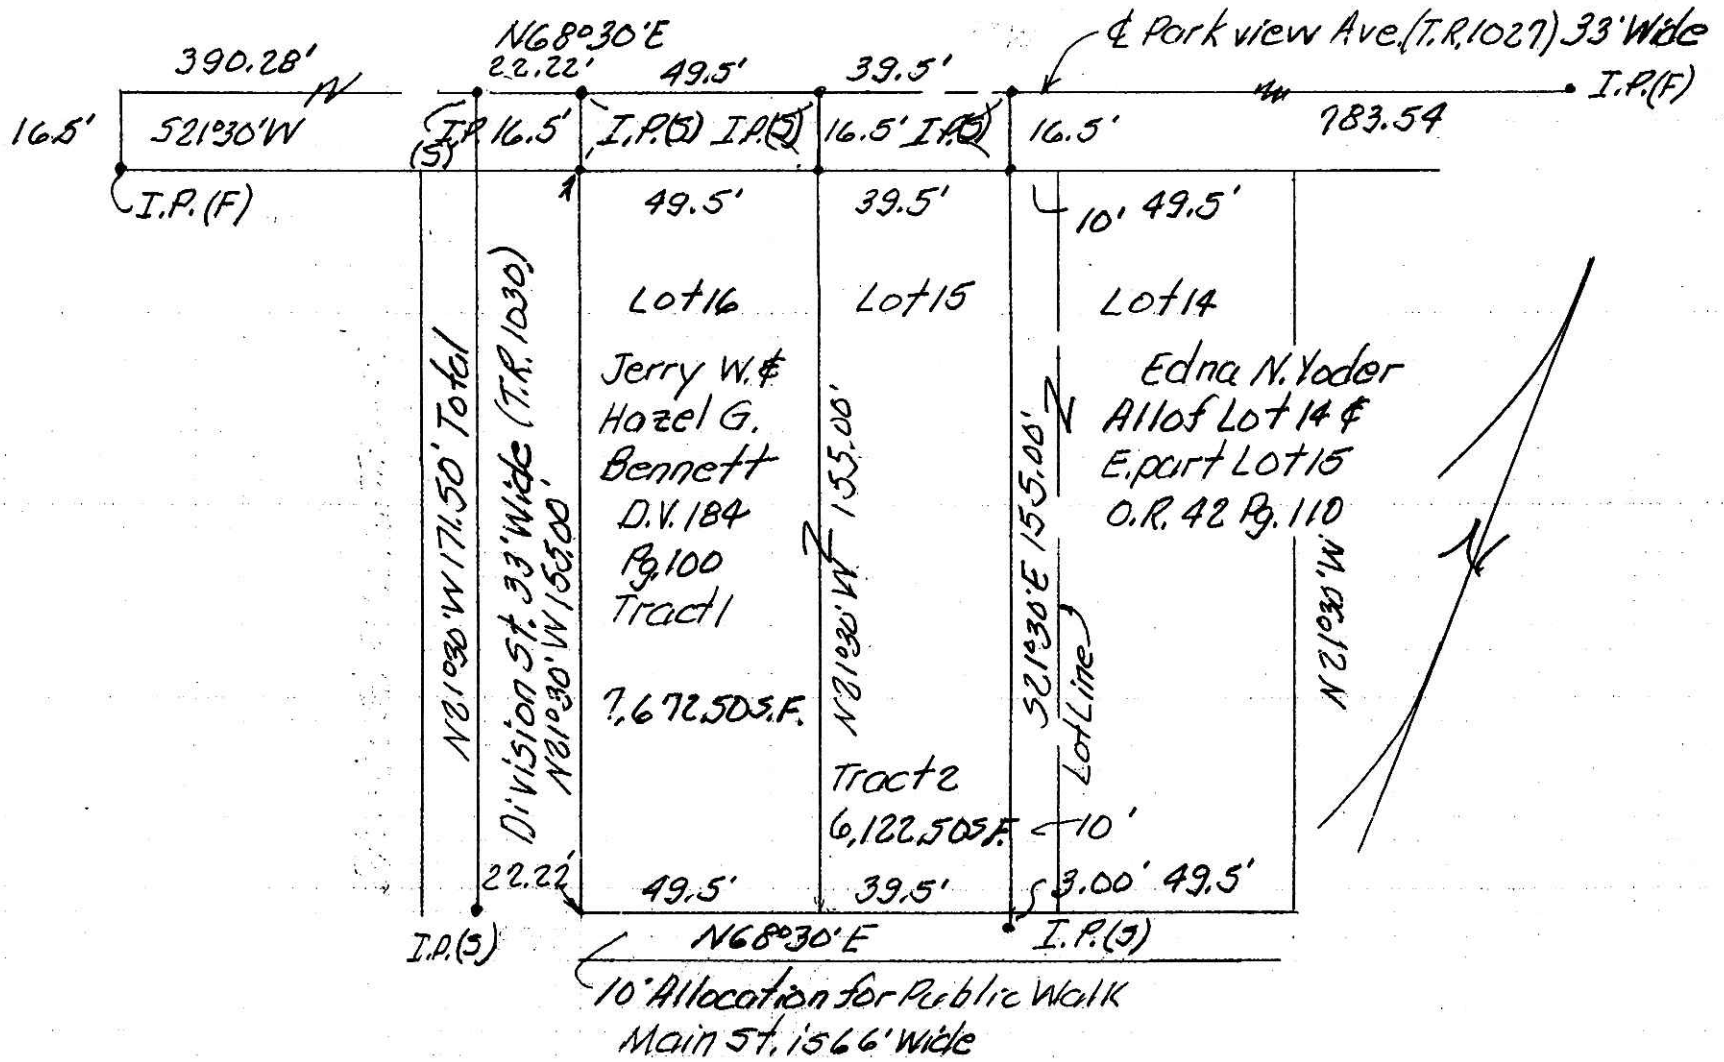 ₵ Parkview Ave. (T.R. 1027) 33' Wide
N68°30'E
390.28'
22.22'
49.5'
39.5'
I.P.(F)
16.5'
S21°30'W
I.P.(S)
16.5'
I.P.(S)
I.P.(S)
16.5'
I.P.(S)
16.5'
783.54
I.P.(F)
49.5'
39.5'
10'
49.5'
Lot 16
Lot 15
Lot 14
N21°30'W 171.50' Total
Division St. 33' Wide (T.R. 1030)
N21°30'W 155.00'
Jerry W. &
Hazel G.
Bennett
D.V. 184
Pg. 100
Tract 1
7,672.50 S.F.
N21°30'W 155.00'
Tract 2
6,122.50 S.F.
S21°30'E 155.00'
Lot Line
Edna N. Yoder
All of Lot 14 &
E. part Lot 15
O.R. 42 Pg. 110
N21°30'W
N
10'
22.22'
49.5'
39.5'
3.00'
49.5'
I.P.(S)
N68°30'E
I.P.(S)
10' Allocation for Public Walk
Main St. is 66' Wide